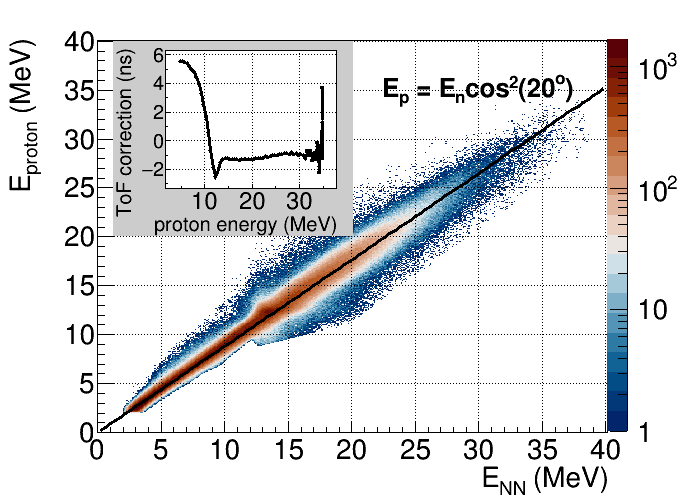 E_proton (MeV)
40
35
30
25
20
15
10
5
0
ToF correction (ns)
6
4
2
0
−2
10 20 30
proton energy (MeV)
E_p = E_n cos²(20°)
10³
10²
10
1
0 5 10 15 20 25 30 35 40
E_NN (MeV)